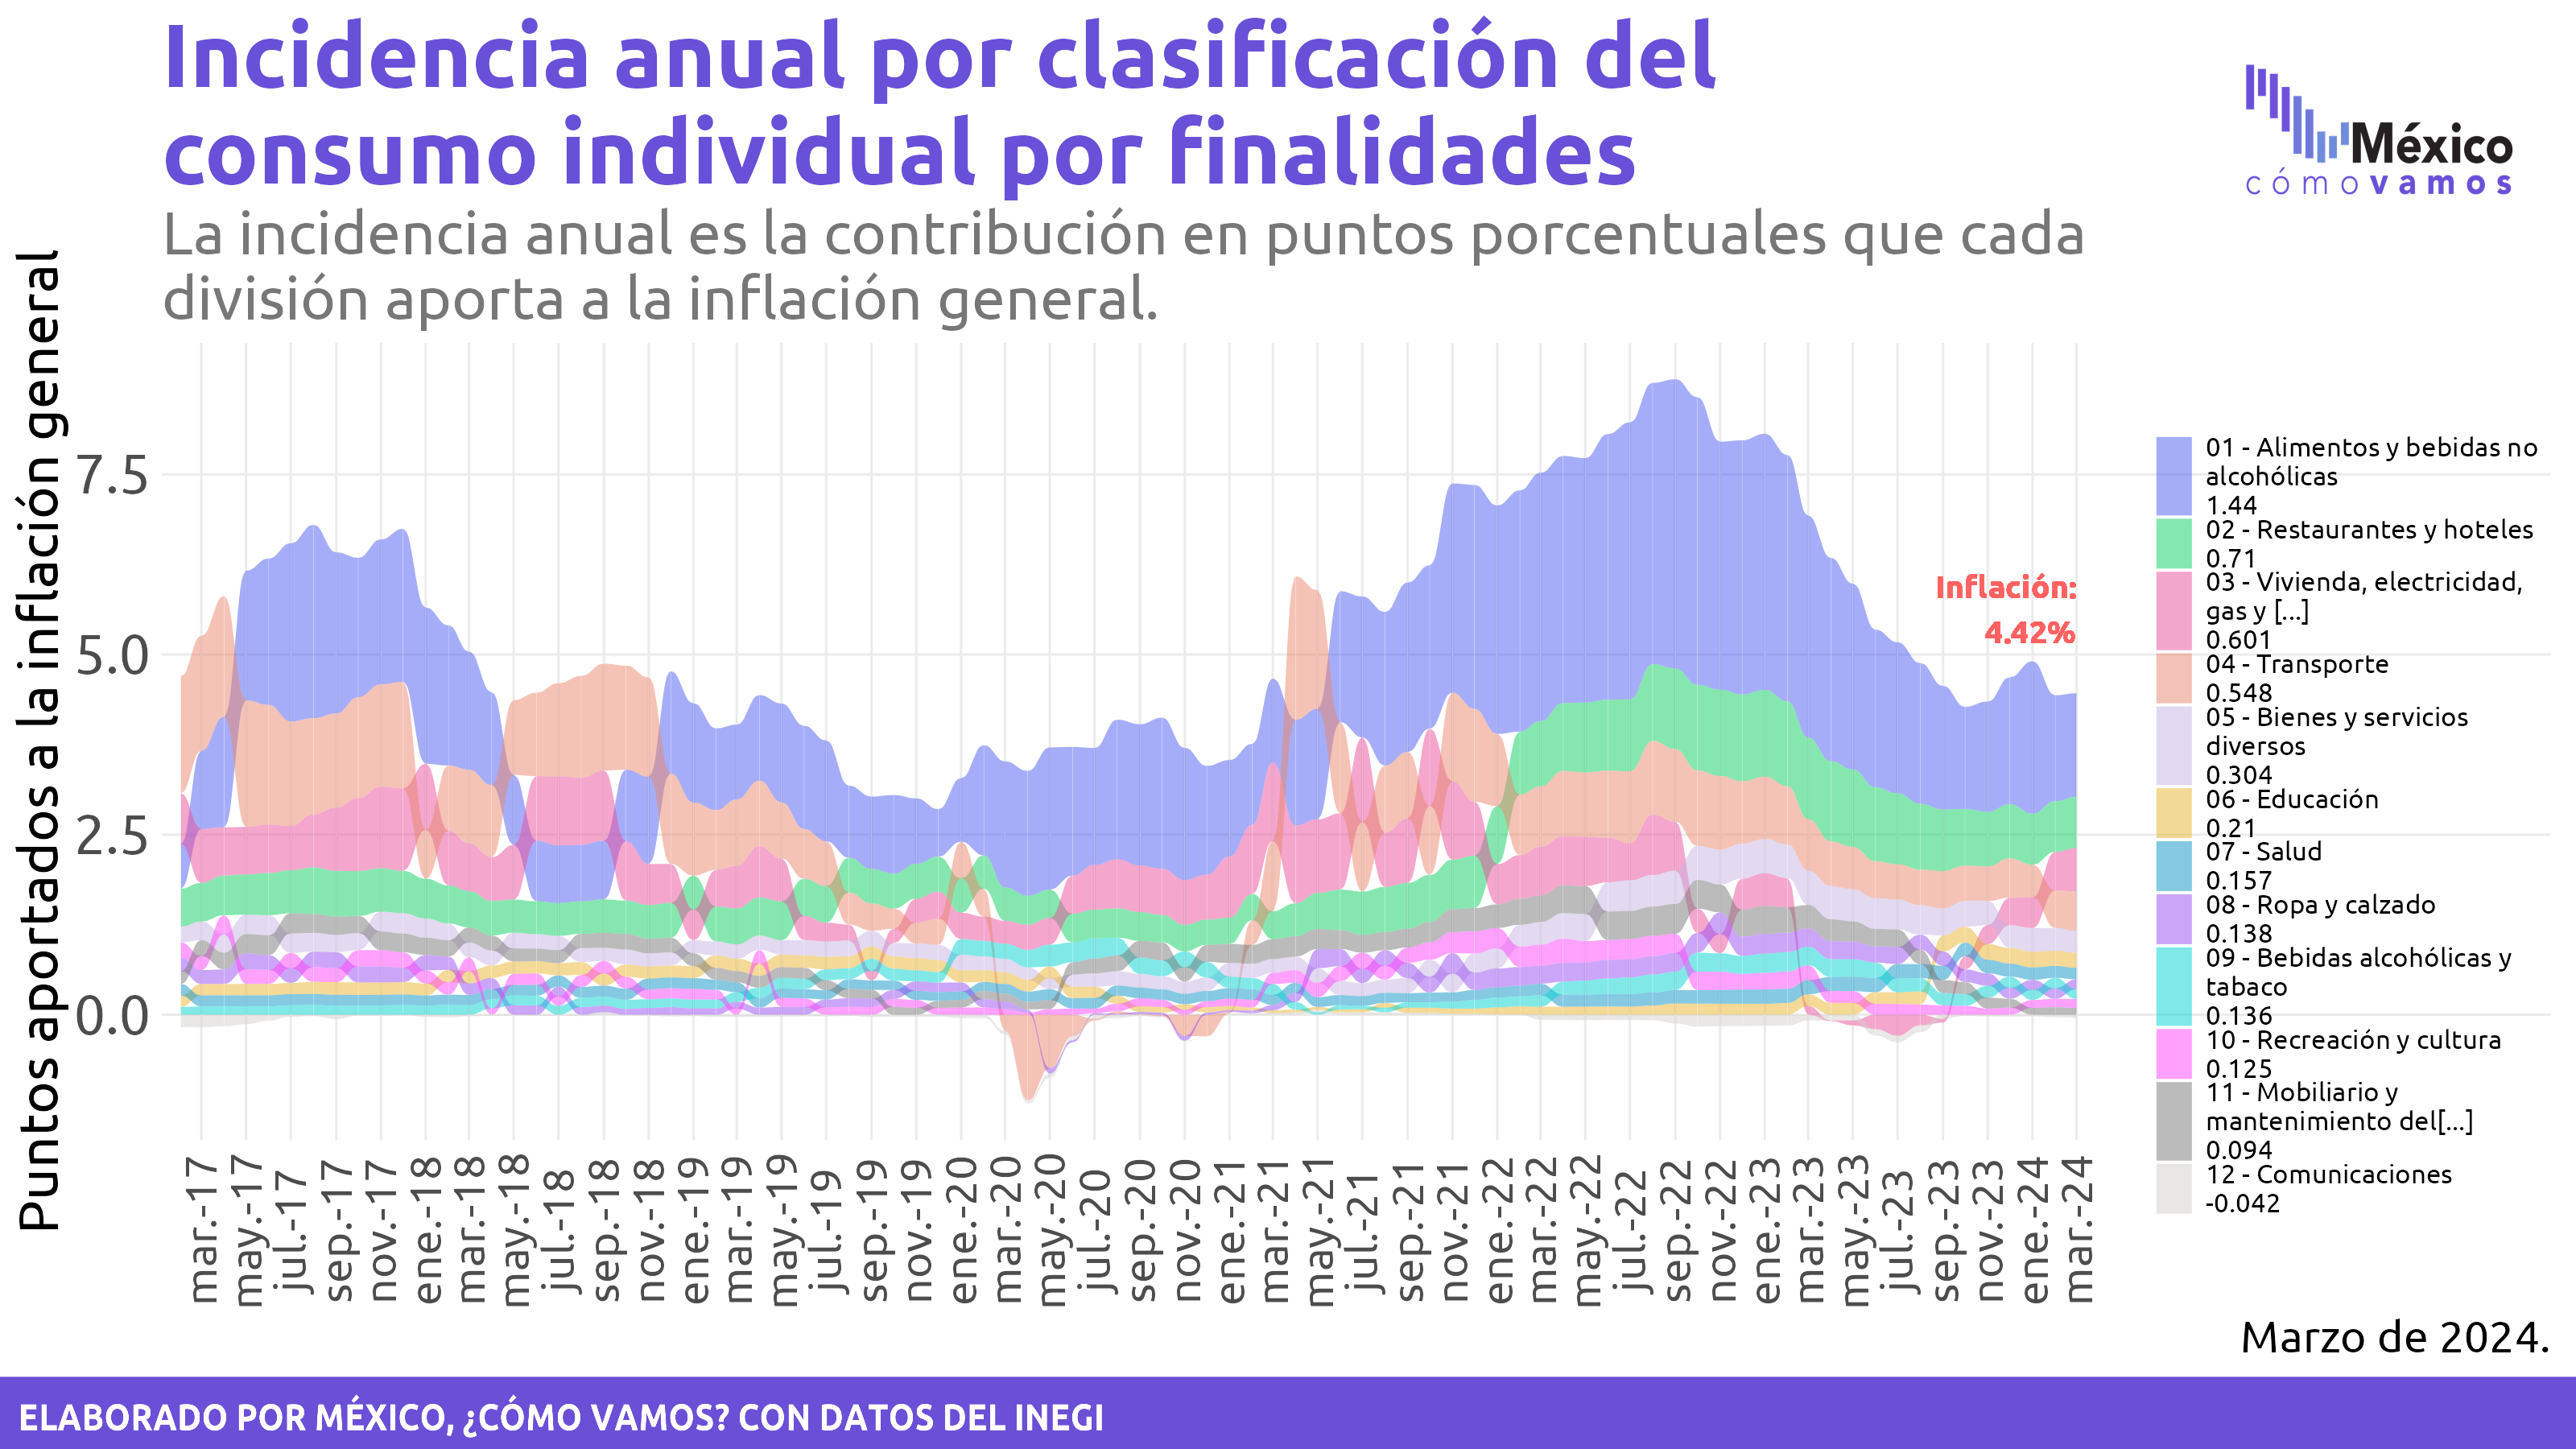 Incidencia anual por clasificación del
consumo individual por finalidades
La incidencia anual es la contribución en puntos porcentuales que cada
división aporta a la inflación general.
México
cómovamos
Puntos aportados a la inflación general
7.5
5.0
2.5
0.0
Inflación:
4.42%
01 - Alimentos y bebidas no
alcohólicas
1.44
02 - Restaurantes y hoteles
0.71
03 - Vivienda, electricidad,
gas y [...]
0.601
04 - Transporte
0.548
05 - Bienes y servicios
diversos
0.304
06 - Educación
0.21
07 - Salud
0.157
08 - Ropa y calzado
0.138
09 - Bebidas alcohólicas y
tabaco
0.136
10 - Recreación y cultura
0.125
11 - Mobiliario y
mantenimiento del[...]
0.094
12 - Comunicaciones
-0.042
mar.-17
may.-17
jul.-17
sep.-17
nov.-17
ene.-18
mar.-18
may.-18
jul.-18
sep.-18
nov.-18
ene.-19
mar.-19
may.-19
jul.-19
sep.-19
nov.-19
ene.-20
mar.-20
may.-20
jul.-20
sep.-20
nov.-20
ene.-21
mar.-21
may.-21
jul.-21
sep.-21
nov.-21
ene.-22
mar.-22
may.-22
jul.-22
sep.-22
nov.-22
ene.-23
mar.-23
may.-23
jul.-23
sep.-23
nov.-23
ene.-24
mar.-24
Marzo de 2024.
ELABORADO POR MÉXICO, ¿CÓMO VAMOS? CON DATOS DEL INEGI